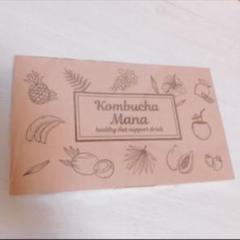 Kombucha
Mana
healthy diet support drink